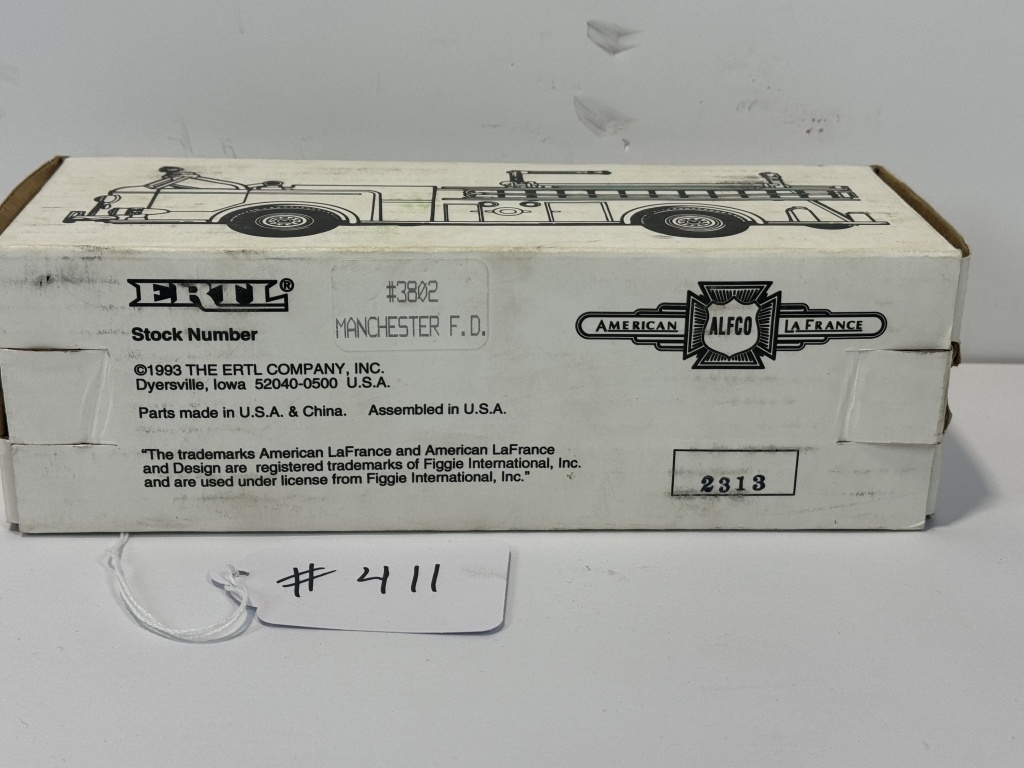 ERTL®
Stock Number
#3802
MANCHESTER F.D.
AMERICAN ALFCO LAFRANCE
©1993 THE ERTL COMPANY, INC.
Dyersville, Iowa 52040-0500 U.S.A.
Parts made in U.S.A. & China. Assembled in U.S.A.
"The trademarks American LaFrance and American LaFrance
and Design are registered trademarks of Figgie International, Inc.
and are used under license from Figgie International, Inc."
2313
# 411